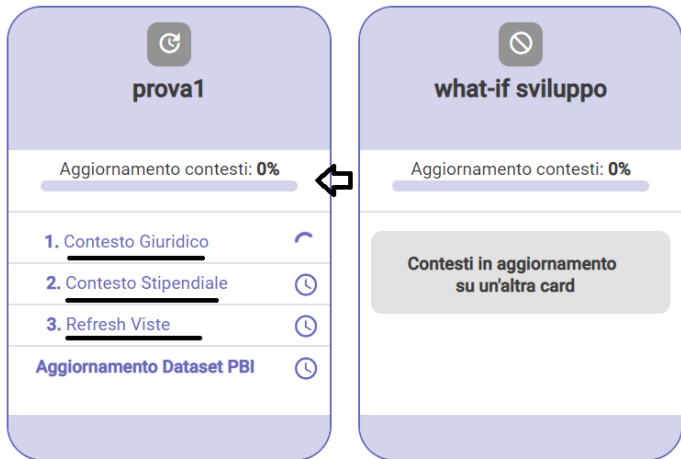 prova1
Aggiornamento contesti: 0%
1. Contesto Giuridico
2. Contesto Stipendiale
3. Refresh Viste
Aggiornamento Dataset PBI
what-if sviluppo
Aggiornamento contesti: 0%
Contesti in aggiornamento
su un'altra card